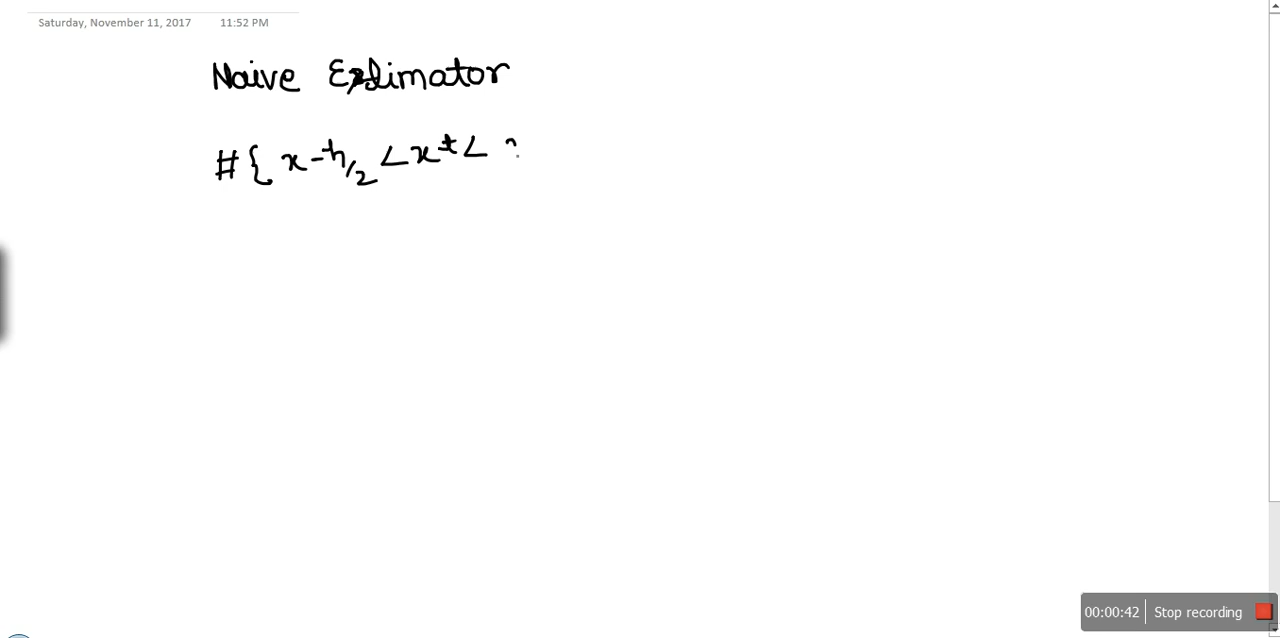 Saturday, November 11, 2017 11:52 PM
Naive Estimator
#{ x - h/2 < x^t <
00:00:42 Stop recording